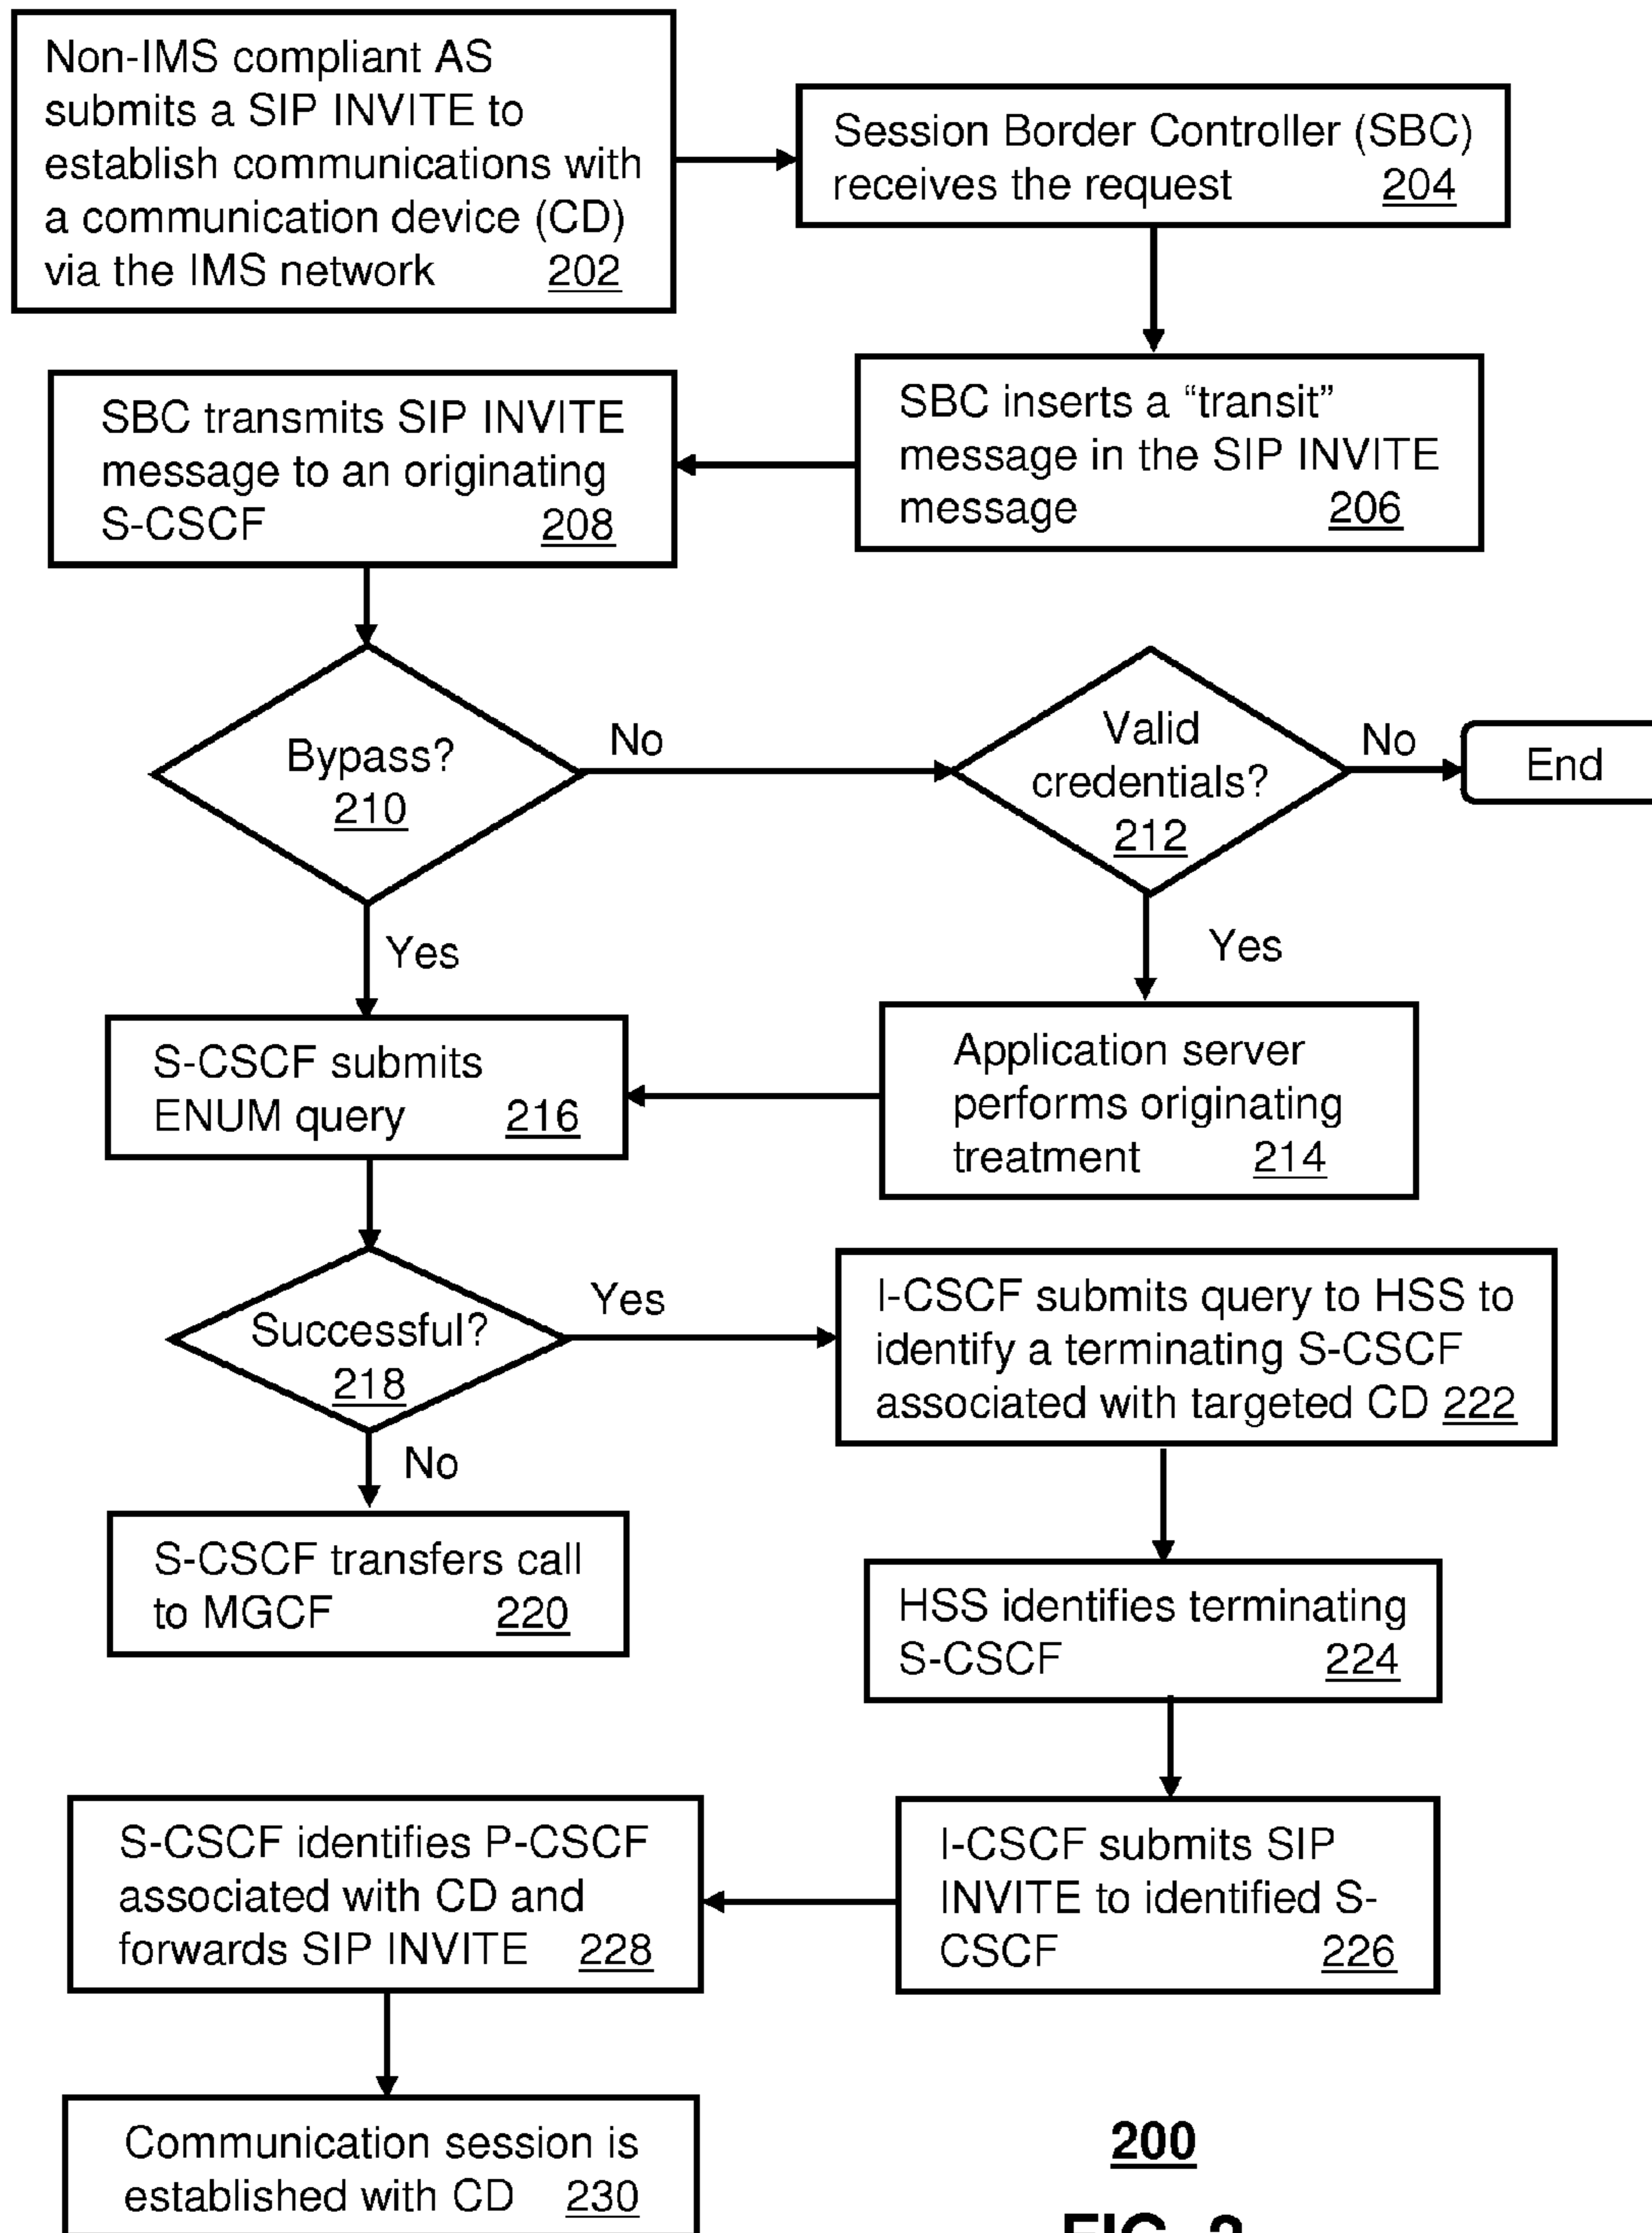 Non-IMS compliant AS
submits a SIP INVITE to
establish communications with
a communication device (CD)
via the IMS network 202
Session Border Controller (SBC)
receives the request 204
SBC inserts a “transit”
message in the SIP INVITE
message 206
SBC transmits SIP INVITE
message to an originating
S-CSCF 208
Bypass?
210
No
Valid
credentials?
212
No
End
Yes
Yes
Application server
performs originating
treatment 214
S-CSCF submits
ENUM query 216
Successful?
218
Yes
No
I-CSCF submits query to HSS to
identify a terminating S-CSCF
associated with targeted CD 222
S-CSCF transfers call
to MGCF 220
HSS identifies terminating
S-CSCF 224
I-CSCF submits SIP
INVITE to identified S-
CSCF 226
S-CSCF identifies P-CSCF
associated with CD and
forwards SIP INVITE 228
Communication session is
established with CD 230
200
FIG. 2